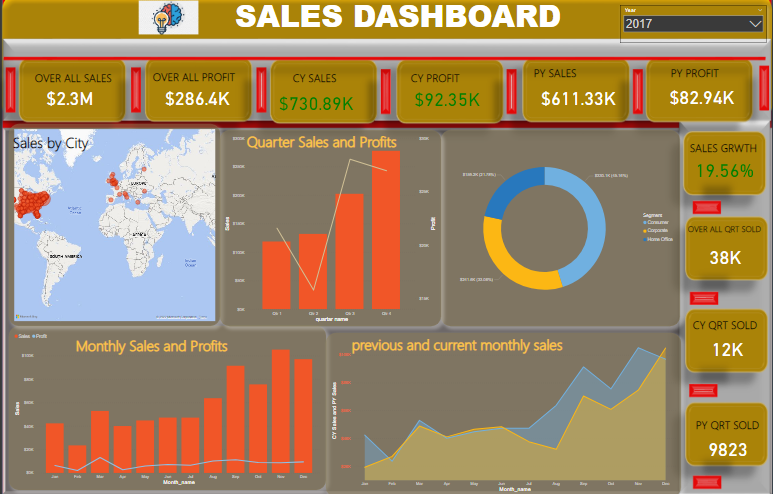 SALES DASHBOARD
Year
2017
OVER ALL SALES
$2.3M
OVER ALL PROFIT
$286.4K
CY SALES
$730.89K
CY PROFIT
$92.35K
PY SALES
$611.33K
PY PROFIT
$82.94K
Sales by City
EUROPE
Atlantic
Ocean
AFRICA
SOUTH AMERICA
Indian
Ocean
Quarter Sales and Profits
Sales
Profit
Qtr 1 Qtr 2 Qtr 3 Qtr 4
quarter name
Segment
Consumer
Corporate
Home Office
SALES GRWTH
19.56%
OVER ALL QRT SOLD
38K
CY QRT SOLD
12K
PY QRT SOLD
9823
Sales Profit
Monthly Sales and Profits
Sales
Jan Feb Mar Apr May Jun Jul Aug Sep Oct Nov Dec
Month_name
previous and current monthly sales
CY Sales and PY Sales
Jan Feb Mar Apr May Jun Jul Aug Sep Oct Nov Dec
Month_name